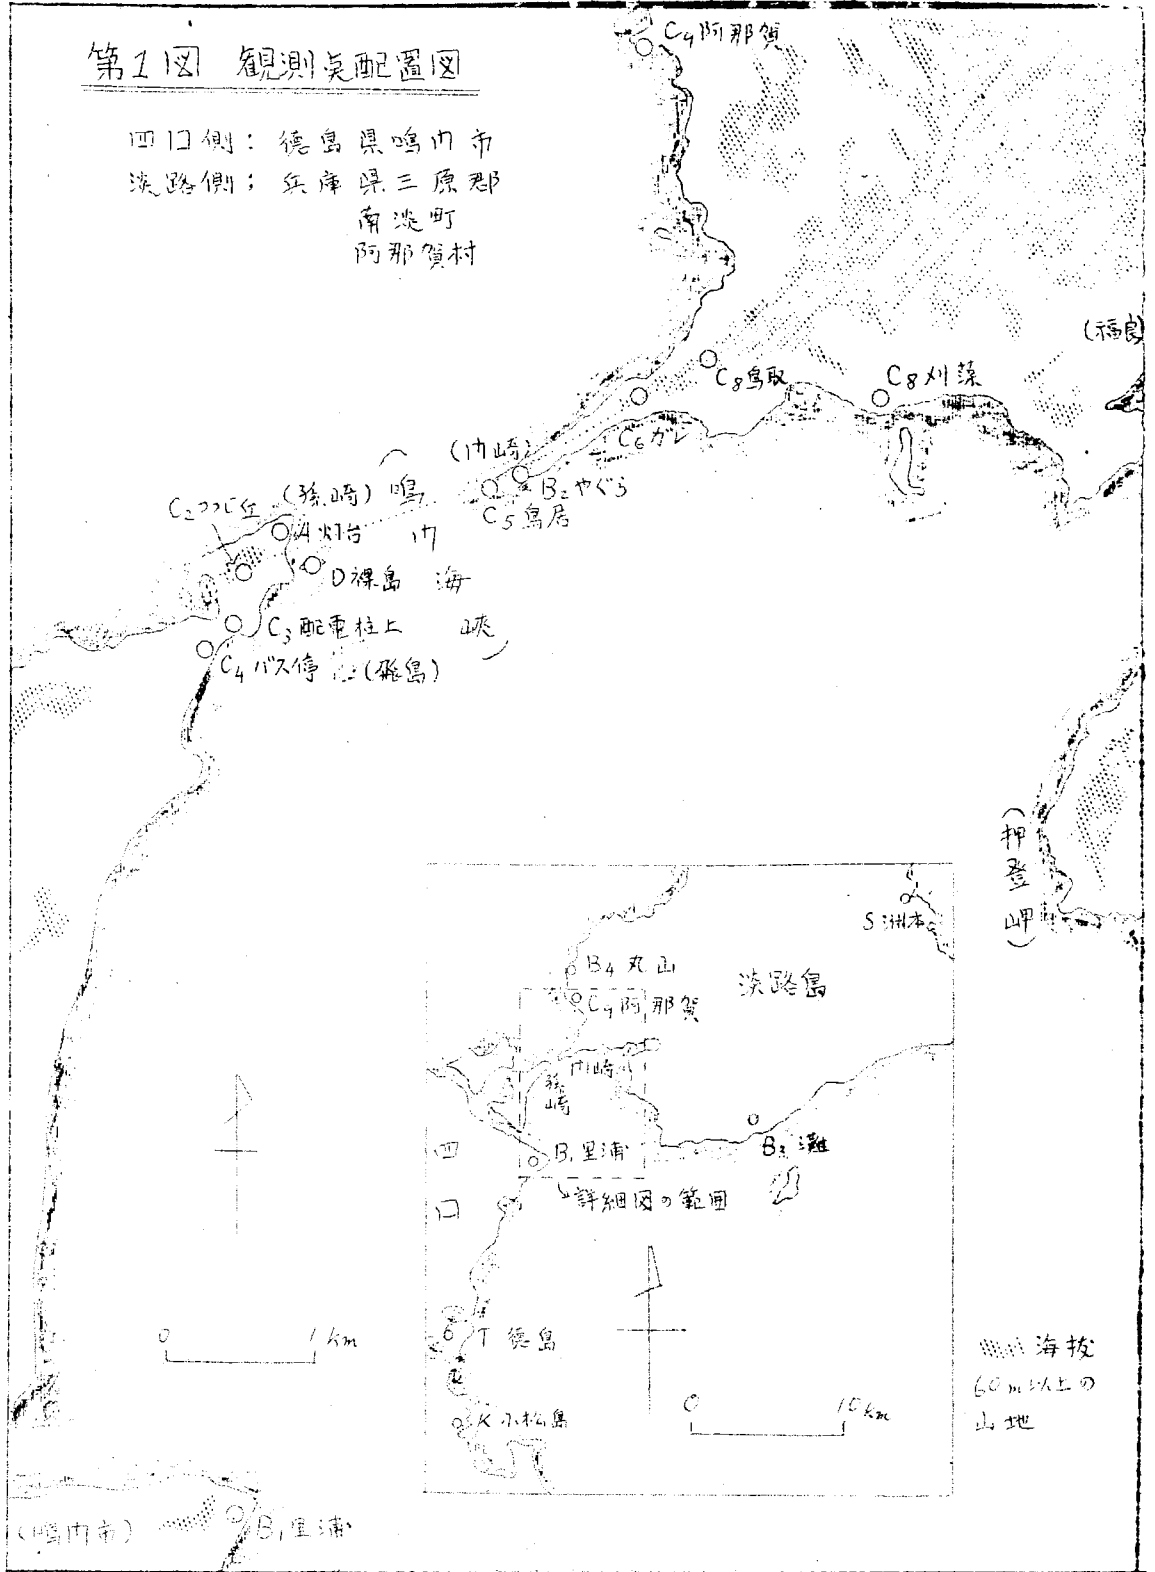 第1図 観測点配置図
四口側: 徳島県鳴門市
淡路側; 兵庫県三原郡
南淡町
阿那賀村
C9阿那賀
(福良)
C8鳥取
C8刈藻
C6ガレ
(門崎)
B2やぐら
C5鳥居
C2つつじ丘
(孫崎)
A灯台
(鳴門海峡)
D裸島
C3配電柱上
C4バス停
(飛島)
(押登岬)
S洲本
B4丸山
淡路島
C9阿那賀
門崎
孫崎
B1里浦
B3灘
四口
詳細図の範囲
T徳島
K小松島
0 1km
0 10km
海抜
60m以上の
山地
(鳴門市)
B1里浦